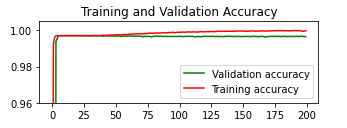 Training and Validation Accuracy
1.00
0.98
0.96
Validation accuracy
Training accuracy
0 25 50 75 100 125 150 175 200